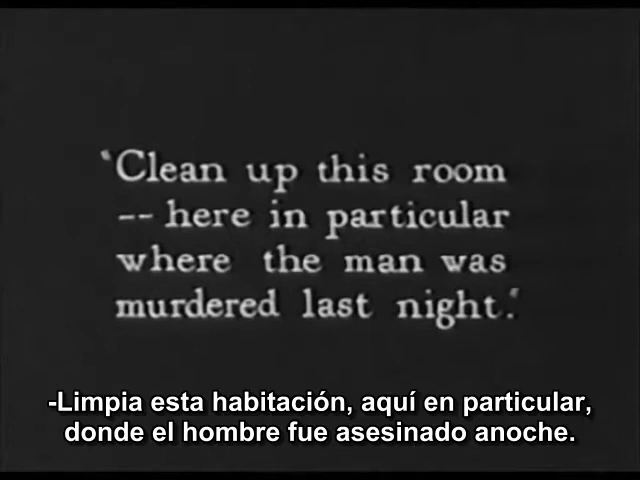 "Clean up this room
-- here in particular
where the man was
murdered last night."
-Limpia esta habitación, aquí en particular,
donde el hombre fue asesinado anoche.